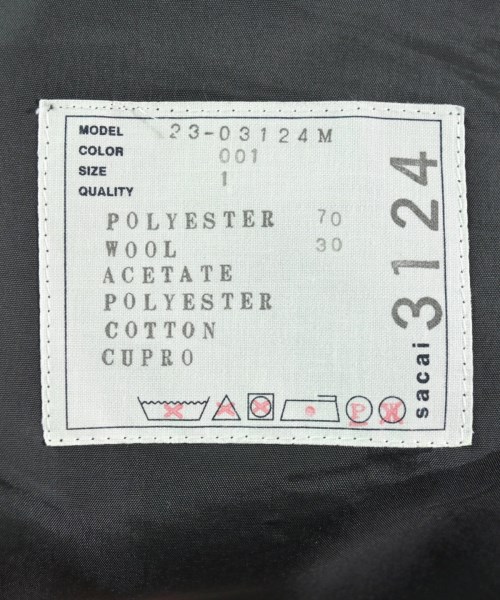 MODEL 23-03124M
COLOR 001
SIZE 1
QUALITY
POLYESTER 70
WOOL 30
ACETATE
POLYESTER
COTTON
CUPRO
P W
sacai 3124